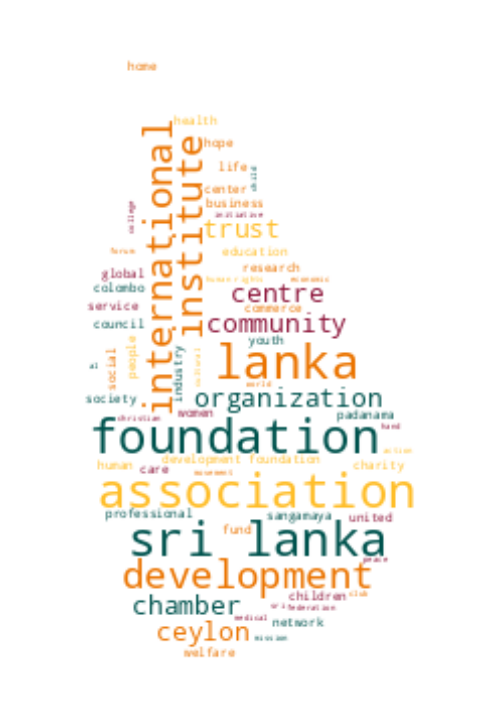 home
health
international
institute
hope
life
child
center
business
college
initiative
trust
forum
education
global
research
human rights
economic
colombo
centre
service
commerce
council
community
youth
people
social
industry
cultural
al
lanka
world
society
organization
women
padanama
christian
foundation
hand
action
human
development foundation
care
charity
movement
association
professional
sangamaya
united
fund
sri lanka
peace
development
children
club
chamber
sri
federation
medical
network
ceylon
mission
welfare